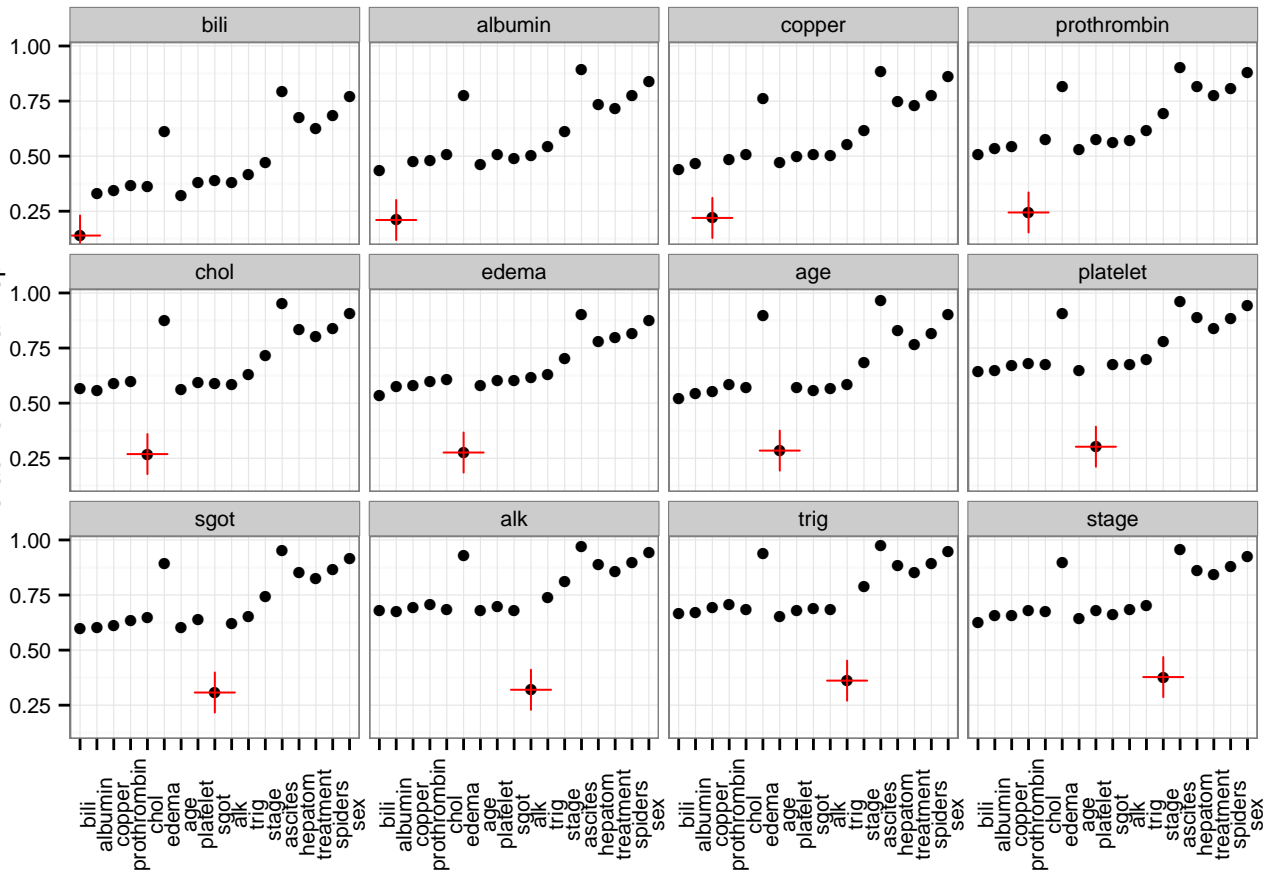 bili albumin copper prothrombin
1.00
0.75
0.50
0.25
chol edema age platelet
1.00
0.75
0.50
0.25
sgot alk trig stage
1.00
0.75
0.50
0.25
bili albumin copper prothrombin chol edema age platelet sgot alk trig stage ascites hepatom treatment spiders sex
bili albumin copper prothrombin chol edema age platelet sgot alk trig stage ascites hepatom treatment spiders sex
bili albumin copper prothrombin chol edema age platelet sgot alk trig stage ascites hepatom treatment spiders sex
bili albumin copper prothrombin chol edema age platelet sgot alk trig stage ascites hepatom treatment spiders sex